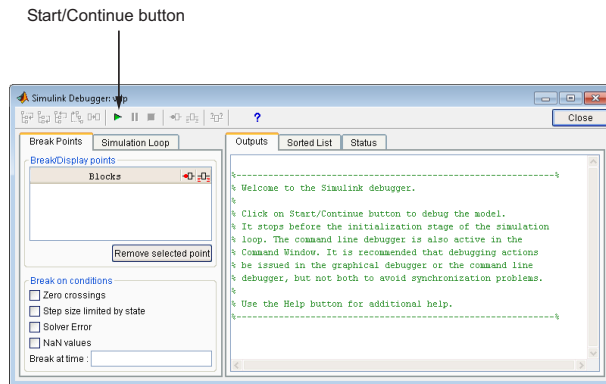 Start/Continue button
Simulink Debugger: vdp
Close
Break Points Simulation Loop
Break/Display points
Blocks
Remove selected point
Break on conditions
Zero crossings
Step size limited by state
Solver Error
NaN values
Break at time :
Outputs Sorted List Status
%----------------------------------------------------------------%
% Welcome to the Simulink debugger.
%
% Click on Start/Continue button to debug the model.
% It stops before the initialization stage of the simulation
% loop. The command line debugger is also active in the
% Command Window. It is recommended that debugging actions
% be issued in the graphical debugger or the command line
% debugger, but not both to avoid synchronization problems.
%
% Use the Help button for additional help.
%----------------------------------------------------------------%